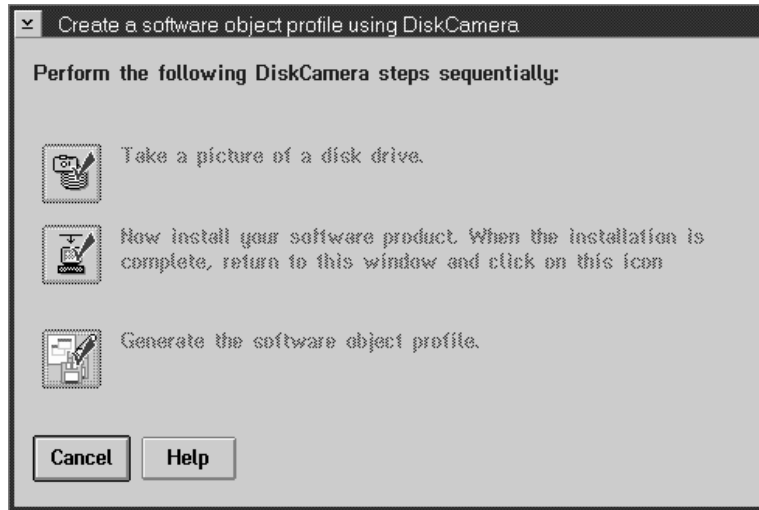 Create a software object profile using DiskCamera
Perform the following DiskCamera steps sequentially:
Take a picture of a disk drive.
Now install your software product. When the installation is
complete, return to this window and click on this icon
Generate the software object profile.
Cancel
Help